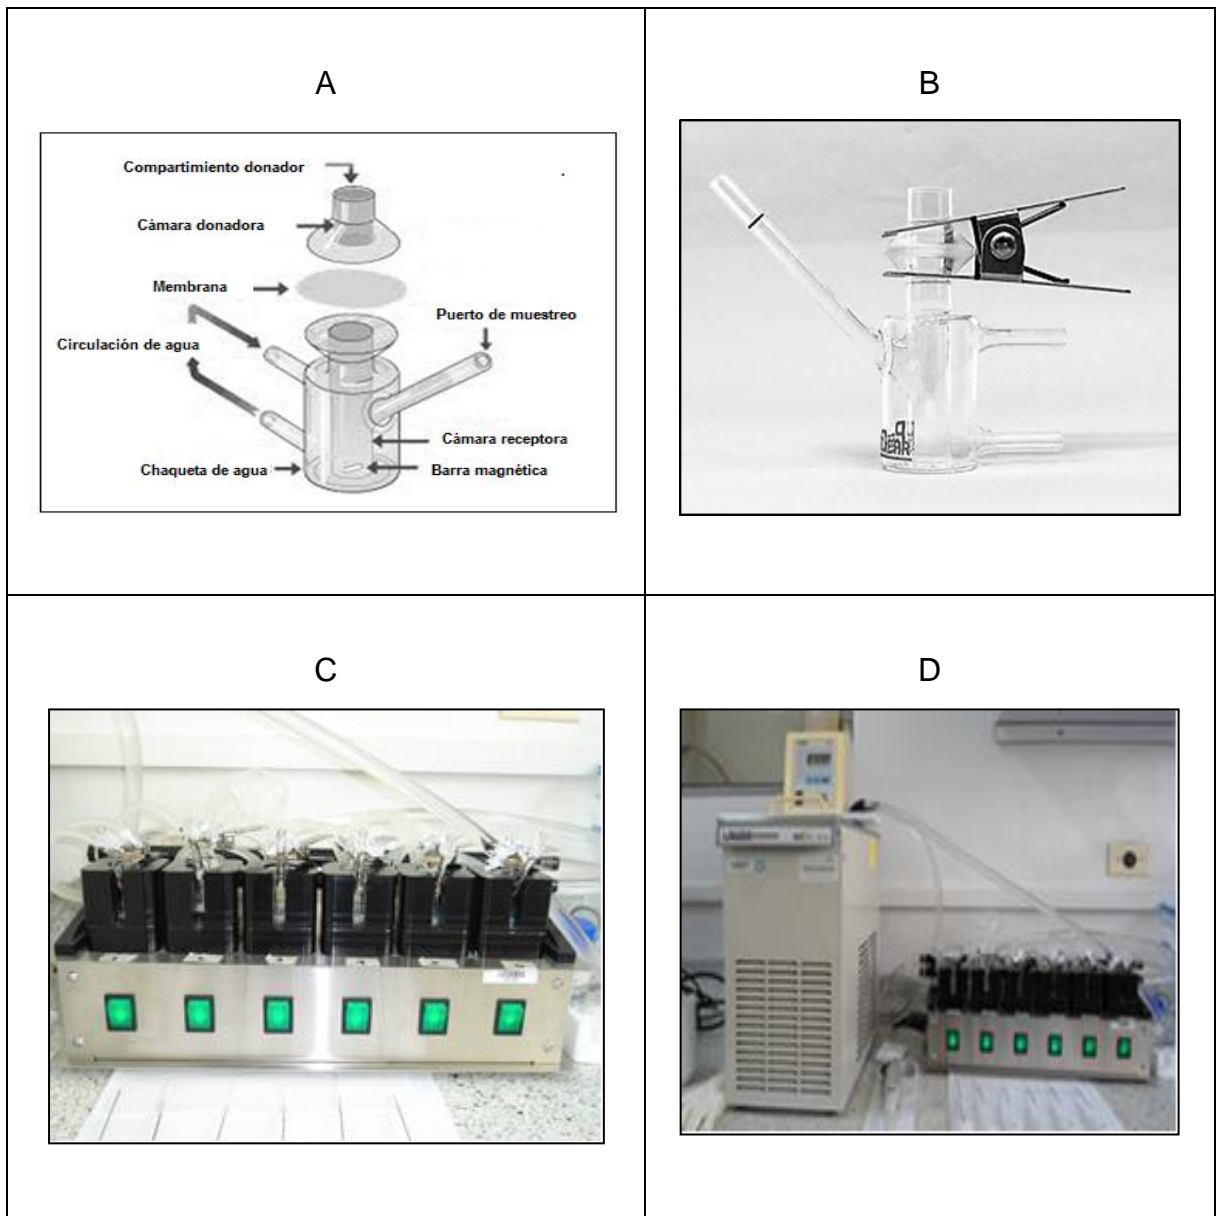 A
Compartimiento donador
Cámara donadora
Membrana
Puerto de muestreo
Circulación de agua
Cámara receptora
Chaqueta de agua
Barra magnética
B
C
D